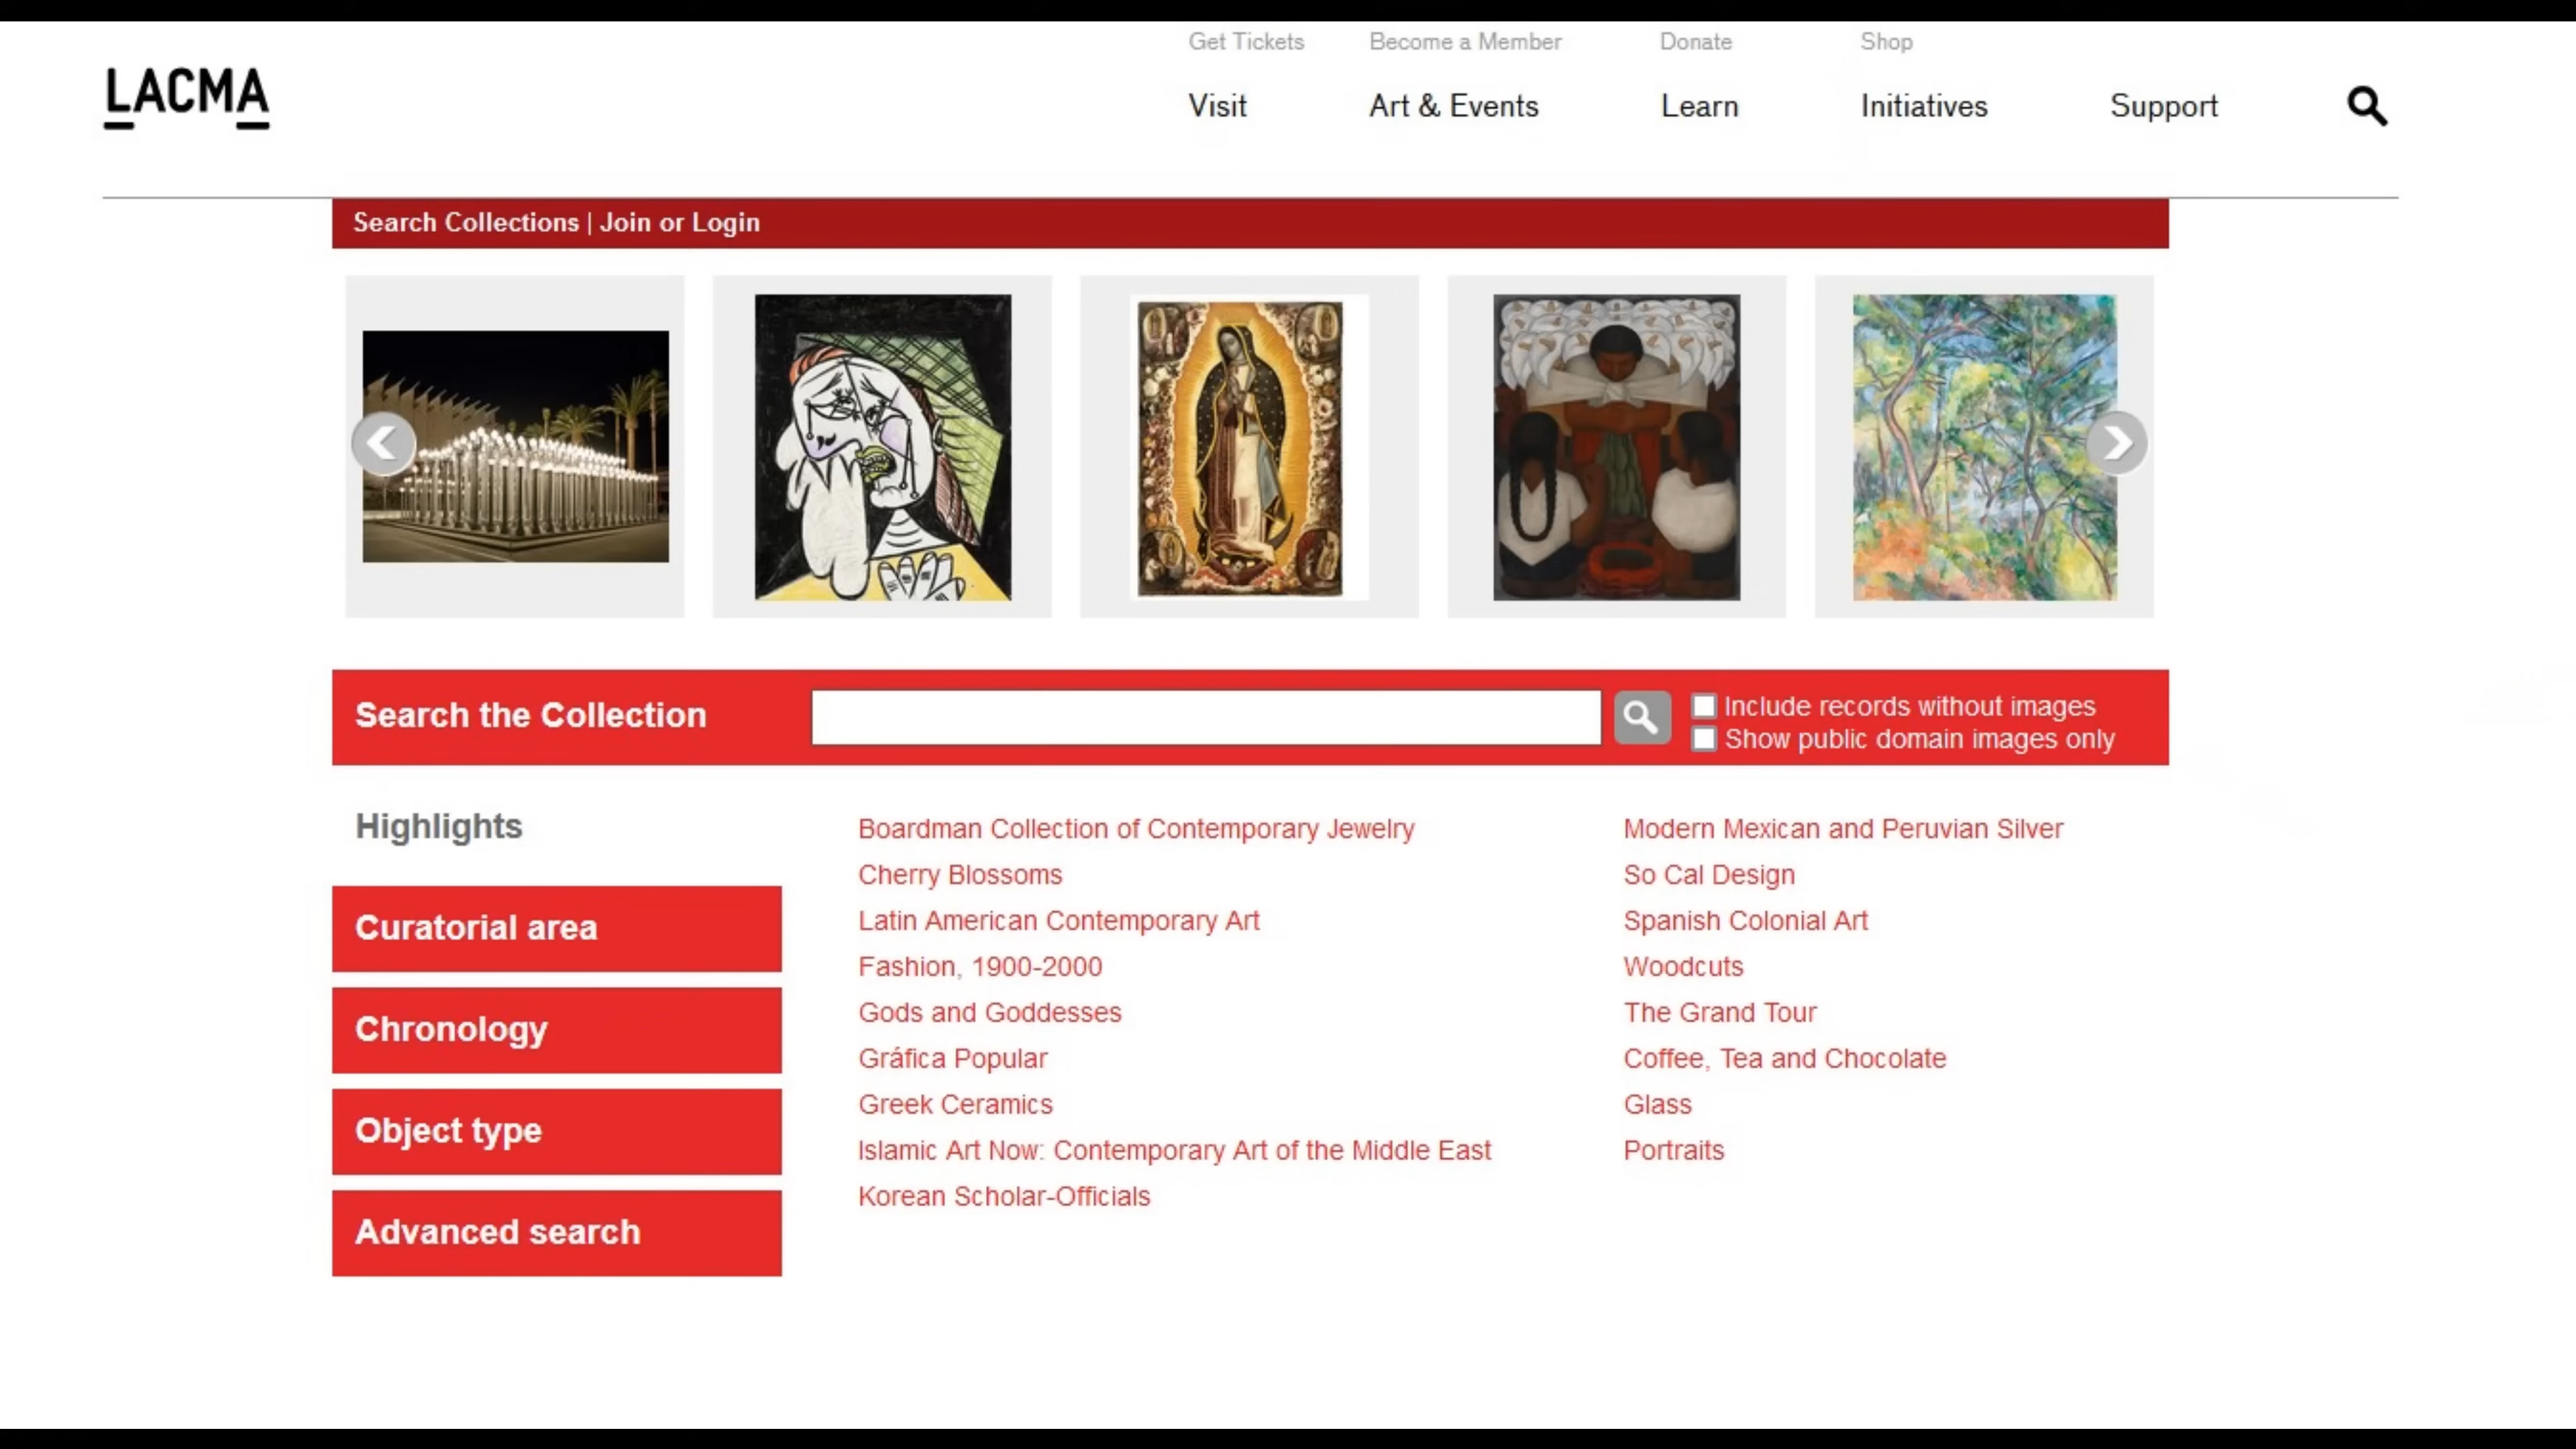 Get Tickets Become a Member Donate Shop
LACMA
Visit Art & Events Learn Initiatives Support
Search Collections | Join or Login
Search the Collection
Include records without images
Show public domain images only
Highlights
Curatorial area
Chronology
Object type
Advanced search
Boardman Collection of Contemporary Jewelry
Cherry Blossoms
Latin American Contemporary Art
Fashion, 1900-2000
Gods and Goddesses
Gráfica Popular
Greek Ceramics
Islamic Art Now: Contemporary Art of the Middle East
Korean Scholar-Officials
Modern Mexican and Peruvian Silver
So Cal Design
Spanish Colonial Art
Woodcuts
The Grand Tour
Coffee, Tea and Chocolate
Glass
Portraits